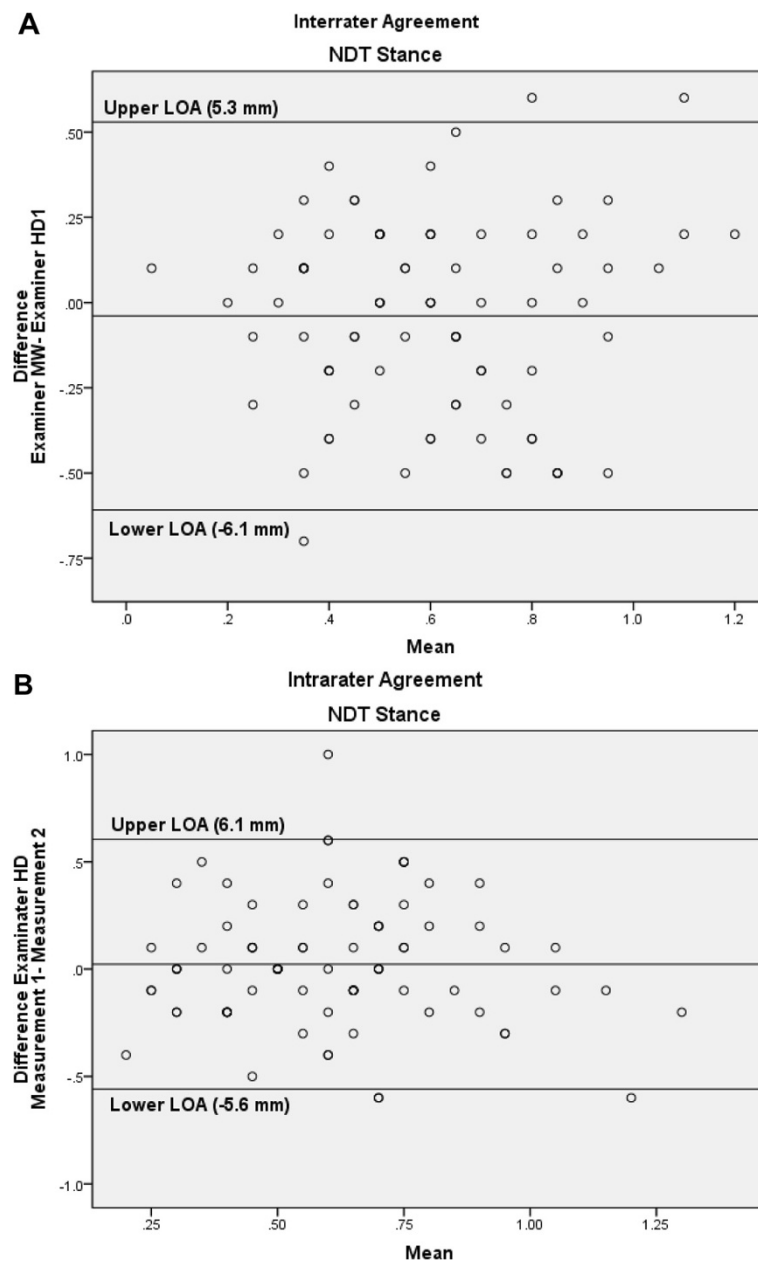 A
Interrater Agreement
NDT Stance
Upper LOA (5.3 mm)
.50
.25
.00
-.25
-.50
-.75
Difference
Examiner MW- Examiner HD1
Lower LOA (-6.1 mm)
.0 .2 .4 .6 .8 1.0 1.2
Mean
B
Intrarater Agreement
NDT Stance
1.0
Upper LOA (6.1 mm)
.5
.0
-.5
-1.0
Difference Examinater HD
Measurement 1- Measurement 2
Lower LOA (-5.6 mm)
.25 .50 .75 1.00 1.25
Mean